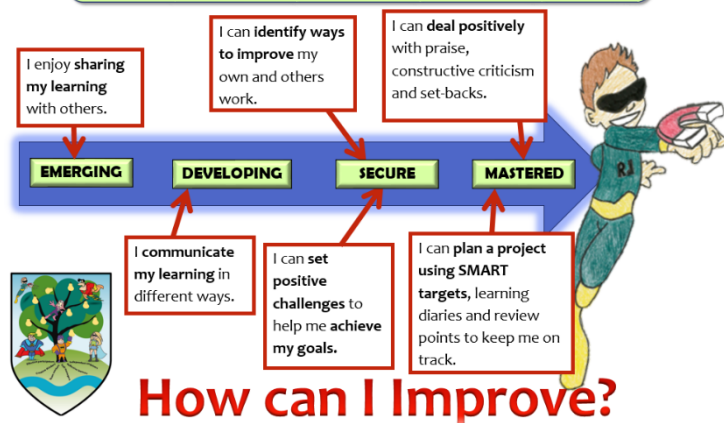 I enjoy sharing
my learning
with others.
I can identify ways
to improve my
own and others
work.
I can deal positively
with praise,
constructive criticism
and set-backs.
EMERGING
DEVELOPING
SECURE
MASTERED
RJ
I communicate
my learning in
different ways.
I can set
positive
challenges to
help me achieve
my goals.
I can plan a project
using SMART
targets, learning
diaries and review
points to keep me on
track.
How can I Improve?